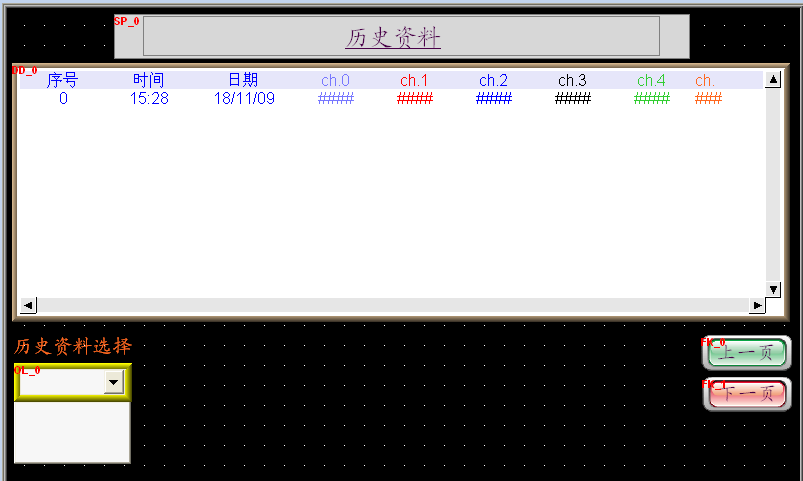 SP_0
历史资料
DD_0
序号 时间 日期 ch.0 ch.1 ch.2 ch.3 ch.4 ch.
0 15:28 18/11/09 #### #### #### #### #### ###
历史资料选择
OL_0
FK_0
上一页
FK_1
下一页